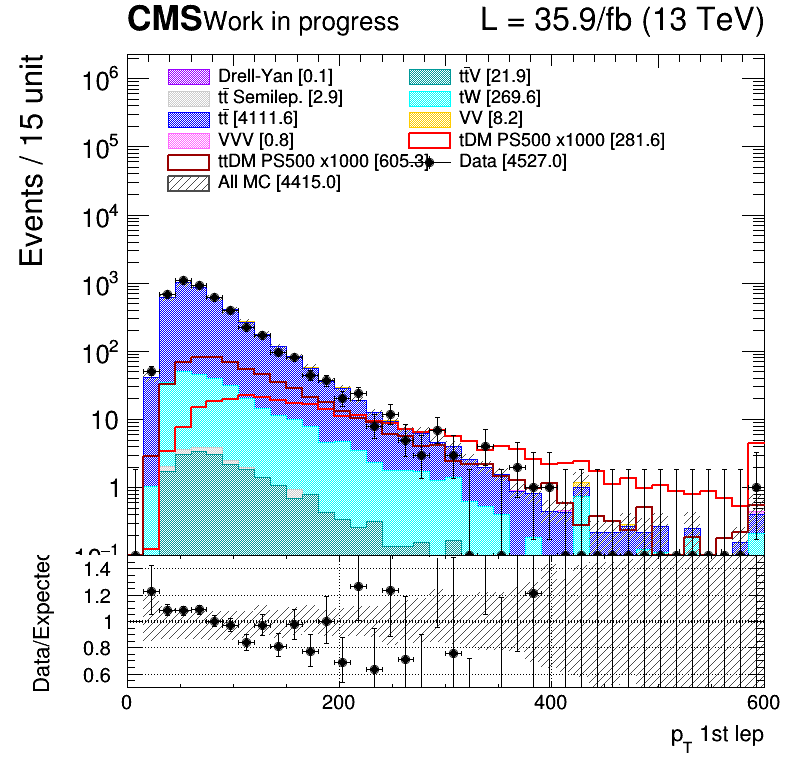 CMS Work in progress L = 35.9/fb (13 TeV)
Events / 15 unit
10⁶
10⁵
10⁴
10³
10²
10
1
10⁻¹
Drell-Yan [0.1]
tt̄ Semilep. [2.9]
tt̄ [4111.6]
VVV [0.8]
ttDM PS500 x1000 [605.3]
All MC [4415.0]
tt̄V [21.9]
tW [269.6]
VV [8.2]
tDM PS500 x1000 [281.6]
Data [4527.0]
Data/Expected
1.4
1.2
1
0.8
0.6
0 200 400 600
p_T 1st lep